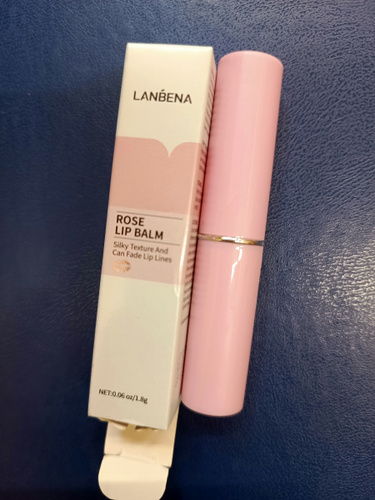 LANBENA
ROSE
LIP BALM
Silky Texture And
Can Fade Lip Lines
NET:0.06 oz/1.8g